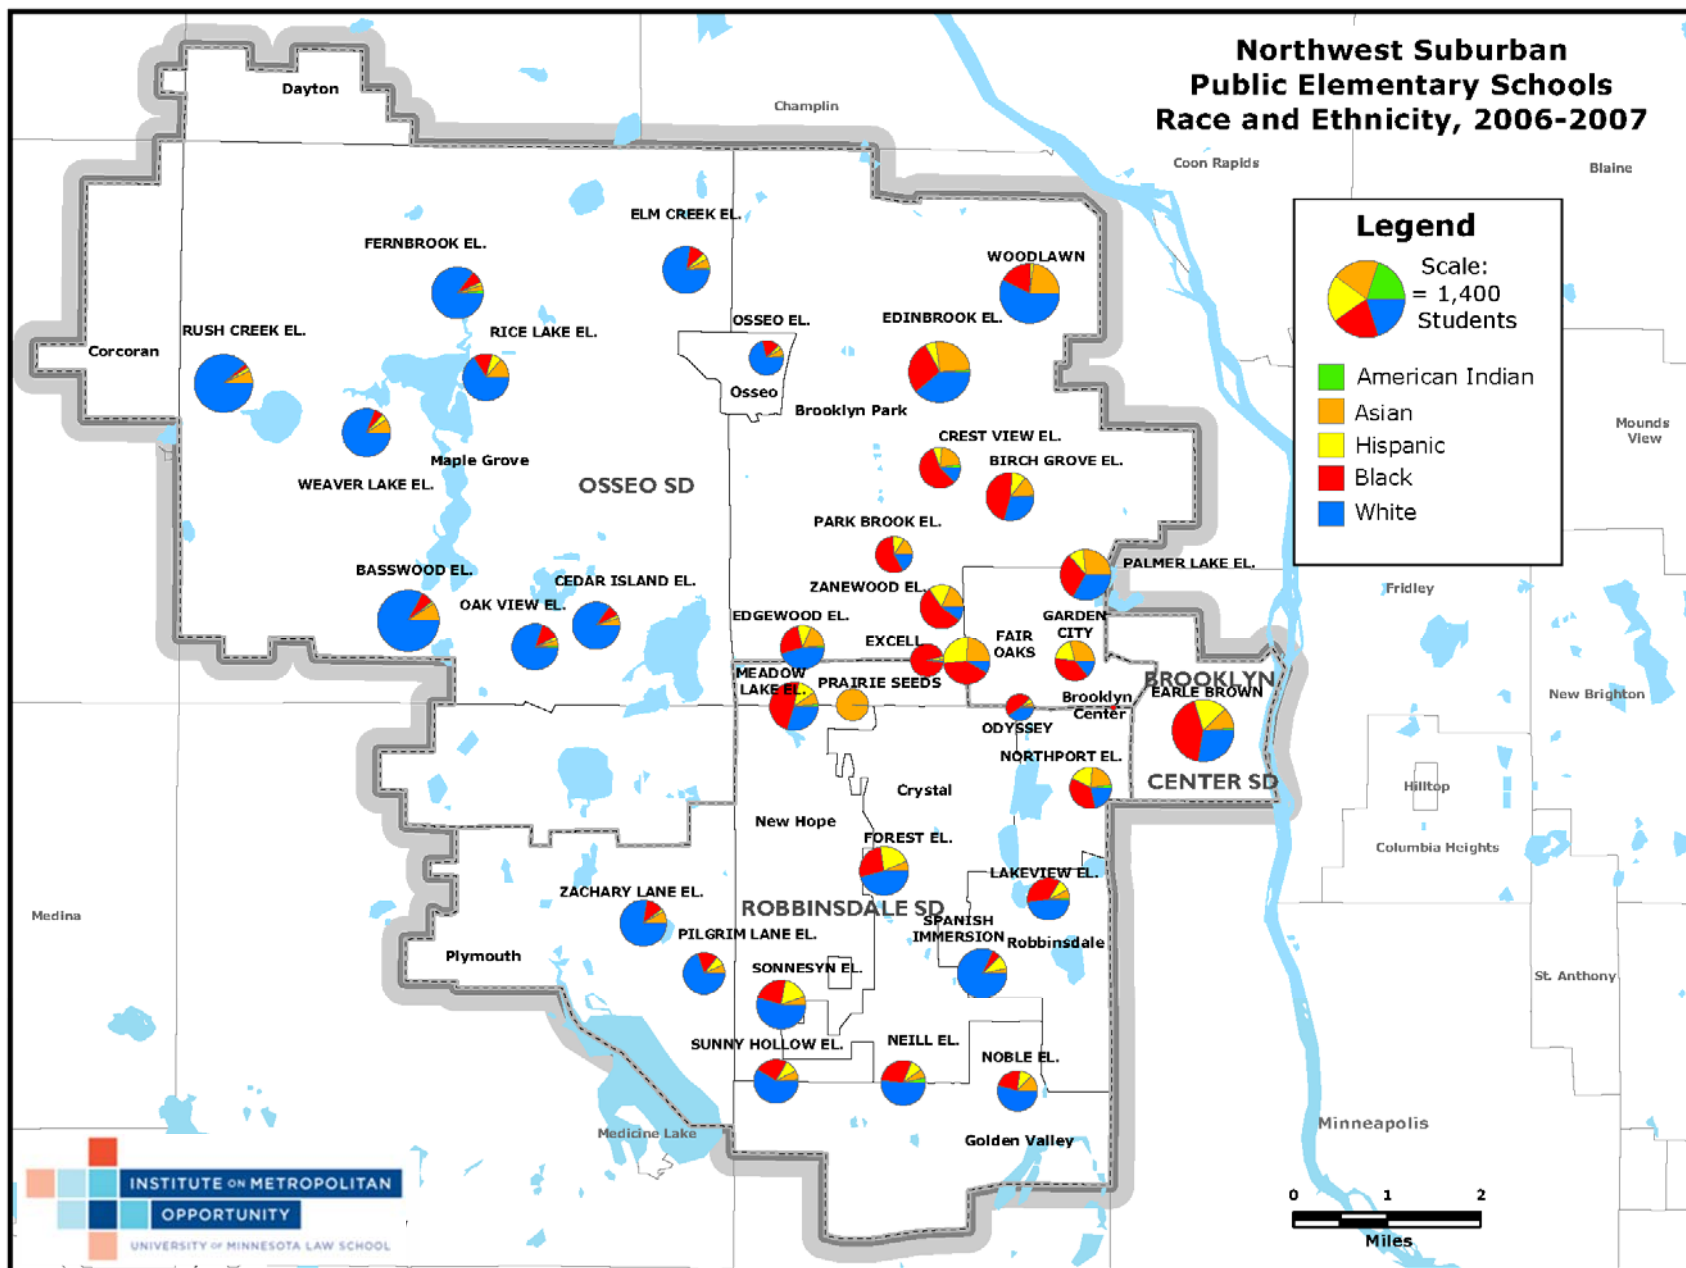 Northwest Suburban
Public Elementary Schools
Race and Ethnicity, 2006-2007
Dayton
Champlin
Coon Rapids
Blaine
Legend
Scale:
= 1,400
Students
American Indian
Asian
Hispanic
Black
White
ELM CREEK EL.
FERNBROOK EL.
WOODLAWN
RUSH CREEK EL.
RICE LAKE EL.
OSSEO EL.
EDINBROOK EL.
Corcoran
Osseo
Brooklyn Park
Mounds
View
CREST VIEW EL.
Maple Grove
BIRCH GROVE EL.
WEAVER LAKE EL.
OSSEO SD
PARK BROOK EL.
BASSWOOD EL.
CEDAR ISLAND EL.
PALMER LAKE EL.
ZANEWOOD EL.
Fridley
OAK VIEW EL.
EDGEWOOD EL.
GARDEN
CITY
EXCELL
FAIR
OAKS
MEADOW
LAKE EL.
PRAIRIE SEEDS
BROOKLYN
EARLE BROWN
New Brighton
Brooklyn
Center
ODYSSEY
NORTHPORT EL.
CENTER SD
Hilltop
Crystal
New Hope
FOREST EL.
Columbia Heights
LAKEVIEW EL.
ZACHARY LANE EL.
ROBBINSDALE SD
SPANISH
IMMERSION
Medina
PILGRIM LANE EL.
Robbinsdale
Plymouth
SONNESYN EL.
St. Anthony
SUNNY HOLLOW EL.
NEILL EL.
NOBLE EL.
Medicine Lake
Golden Valley
Minneapolis
INSTITUTE ON METROPOLITAN
OPPORTUNITY
UNIVERSITY OF MINNESOTA LAW SCHOOL
0 1 2
Miles